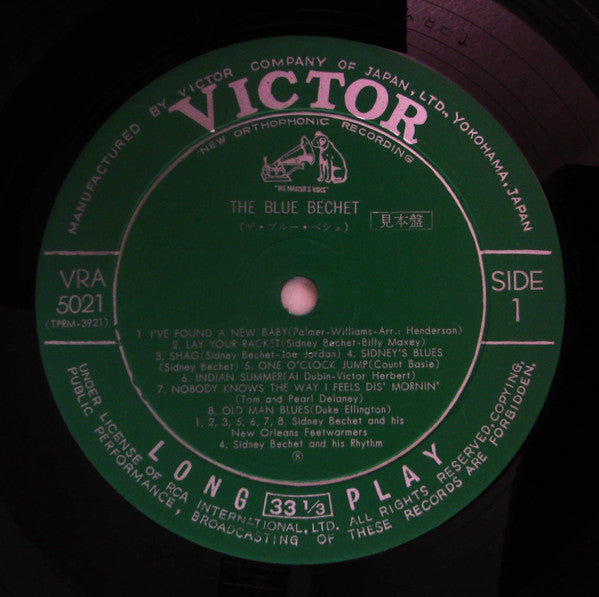 MANUFACTURED BY VICTOR COMPANY OF JAPAN, LTD., YOKOHAMA, JAPAN
VICTOR
NEW ORTHOPHONIC RECORDING
"HIS MASTER'S VOICE"
THE BLUE BECHET
(ザ・ブルー・ベシェ)
見本盤
VRA
5021
(TPRM-3921)
SIDE
1
1 I'VE FOUND A NEW BABY(Palmer-Williams-Arr.: Henderson)
2. LAY YOUR RACKET(Sidney Bechet-Billy Maxey)
3. SHAG(Sidney Bechet-Joe Jordan) 4. SIDNEY'S BLUES
(Sidney Bechet) 5. ONE O'CLOCK JUMP(Count Basie)
6. INDIAN SUMMER(Al Dubin-Victor Herbert)
7. NOBODY KNOWS THE WAY I FEELS DIS' MORNIN'
(Tom and Pearl Delaney)
8. OLD MAN BLUES(Duke Ellington)
1, 2, 3, 5, 6, 7, 8. Sidney Bechet and his
New Orleans Feetwarmers
4. Sidney Bechet and his Rhythm
LONG 33 1/3 PLAY
UNDER LICENSE OF RCA INTERNATIONAL, LTD. ALL RIGHTS RESERVED, COPYING,
PUBLIC PERFORMANCE, BROADCASTING OF THESE RECORDS ARE FORBIDDEN.